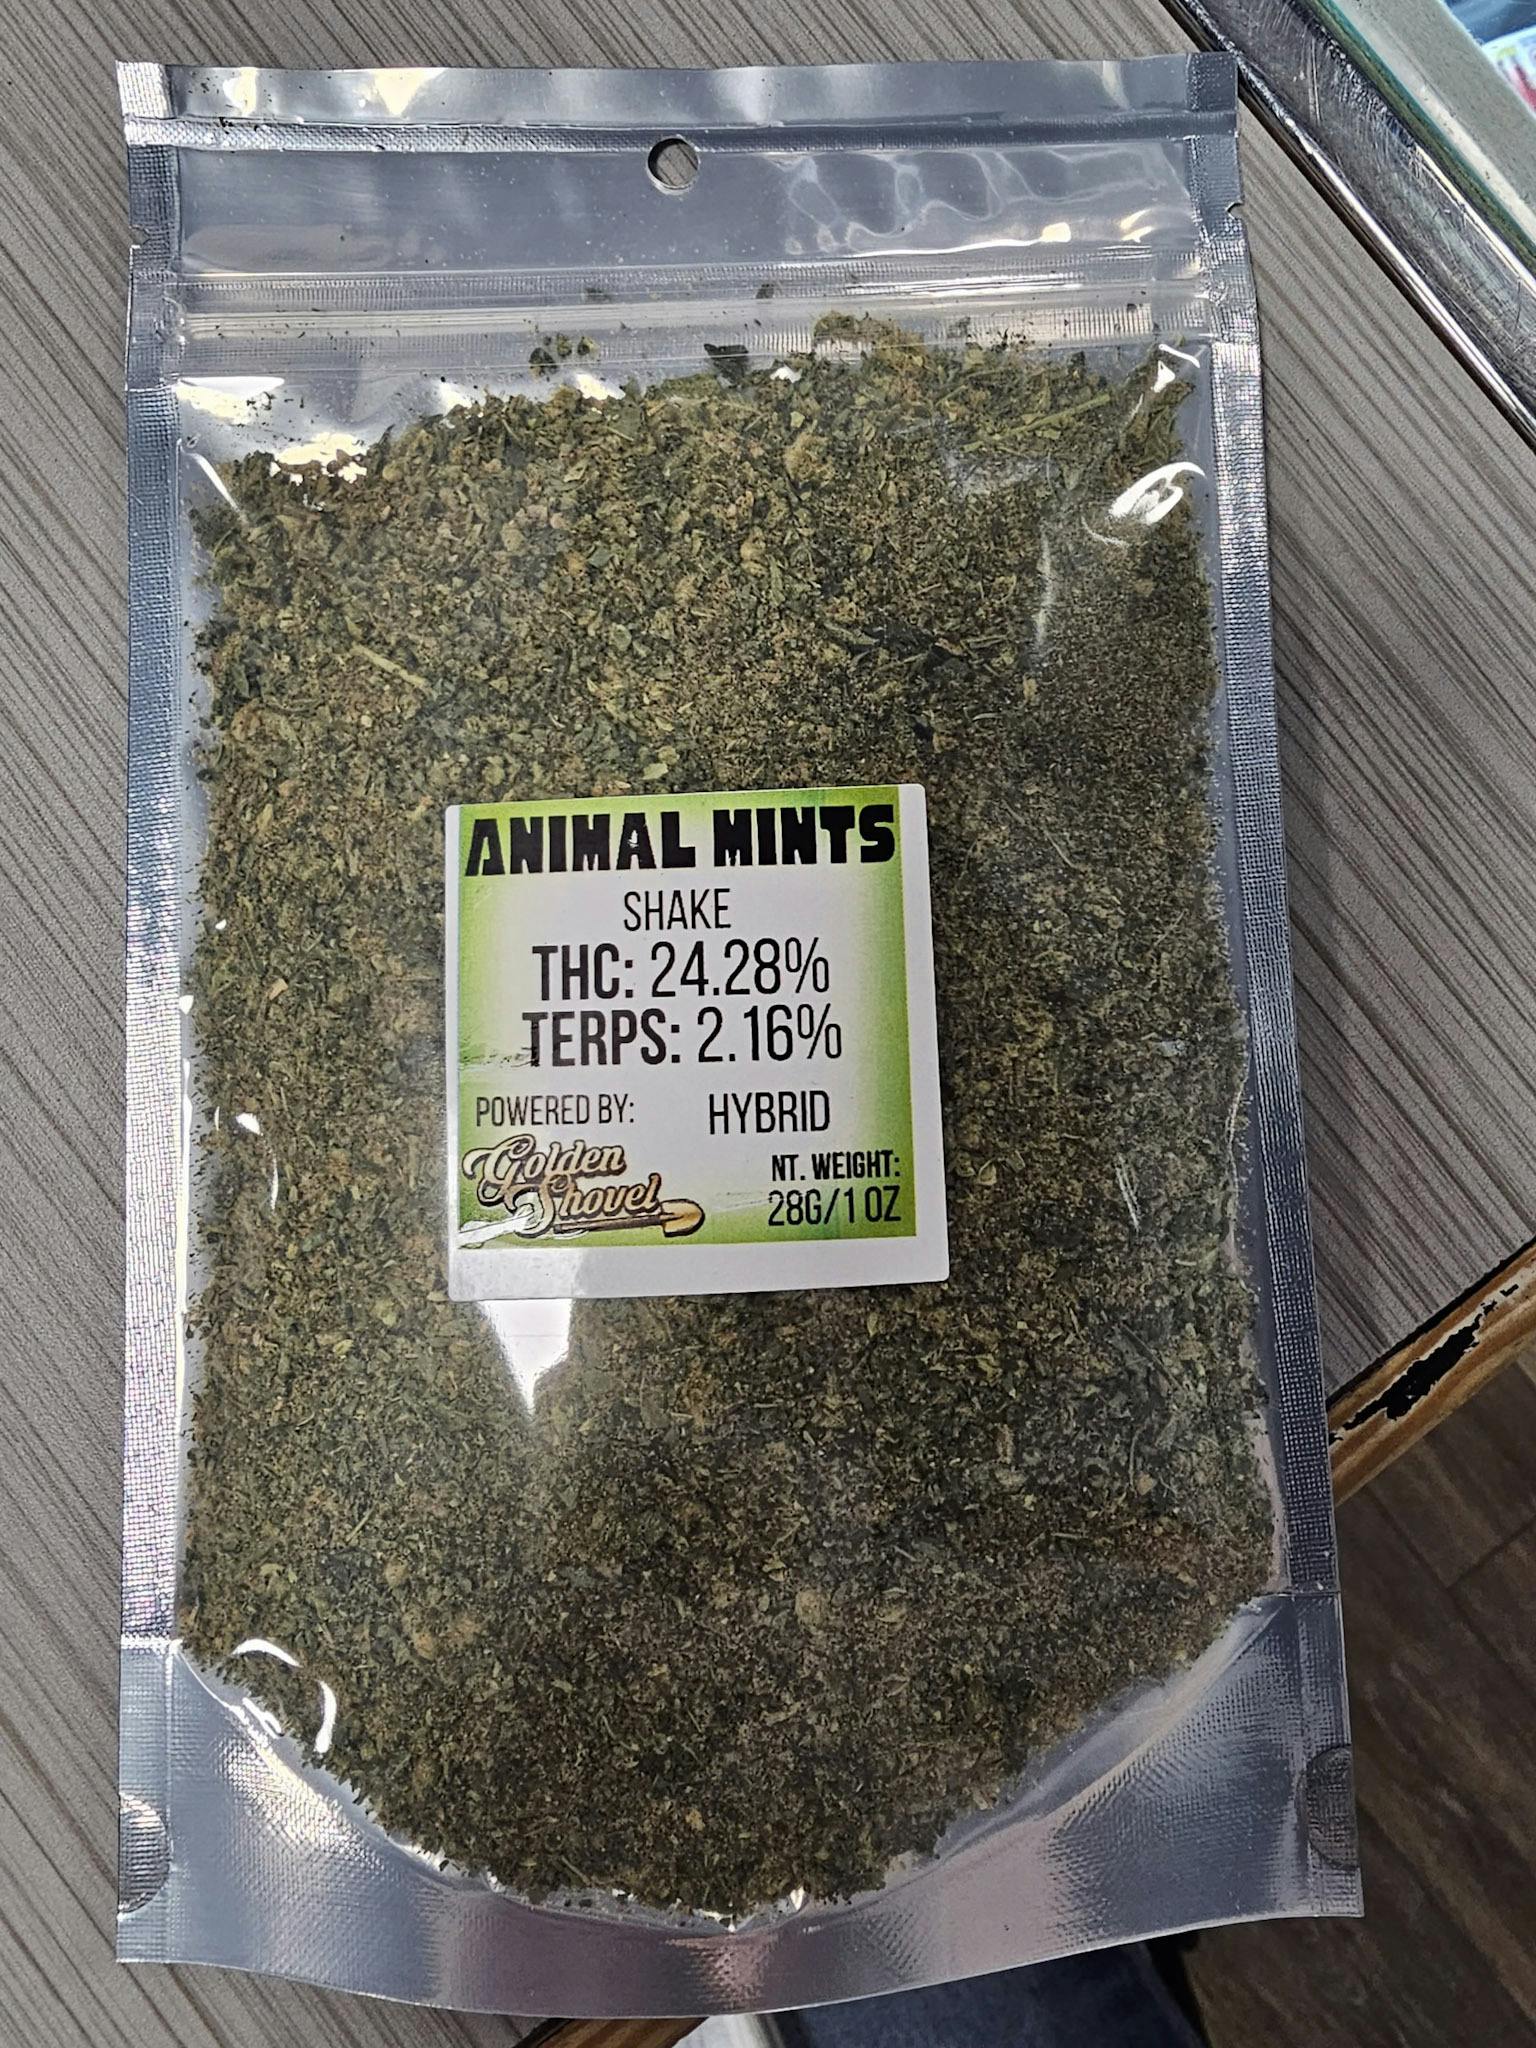 ANIMAL MINTS
SHAKE
THC: 24.28%
TERPS: 2.16%
POWERED BY:
Golden
Shovel
HYBRID
NT. WEIGHT:
28G/1 OZ